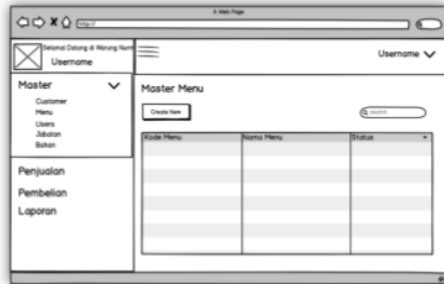 A Web Page
http://
Selamat Datang di Warung
Username
Username
Master
Customer
Menu
Users
Jabatan
Bahan
Penjualan
Pembelian
Laporan
Master Menu
Create New
search
Kode Menu
Nama Menu
Status